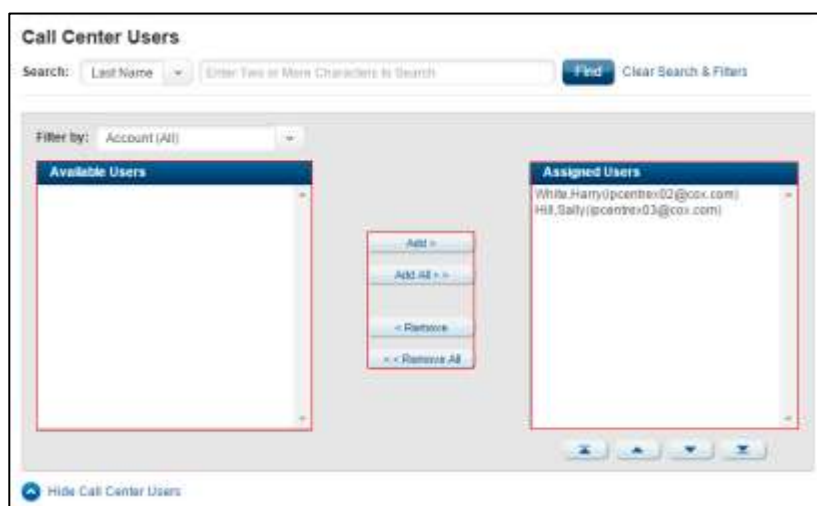 Call Center Users
Search: Last Name Enter Two or More Characters to Search Find Clear Search & Filters
Filter by: Account (All)
Available Users
Assigned Users
White,Harry(ipcentrex02@cox.com)
Hill,Sally(ipcentrex03@cox.com)
Add >
Add All > >
< Remove
< < Remove All
Hide Call Center Users